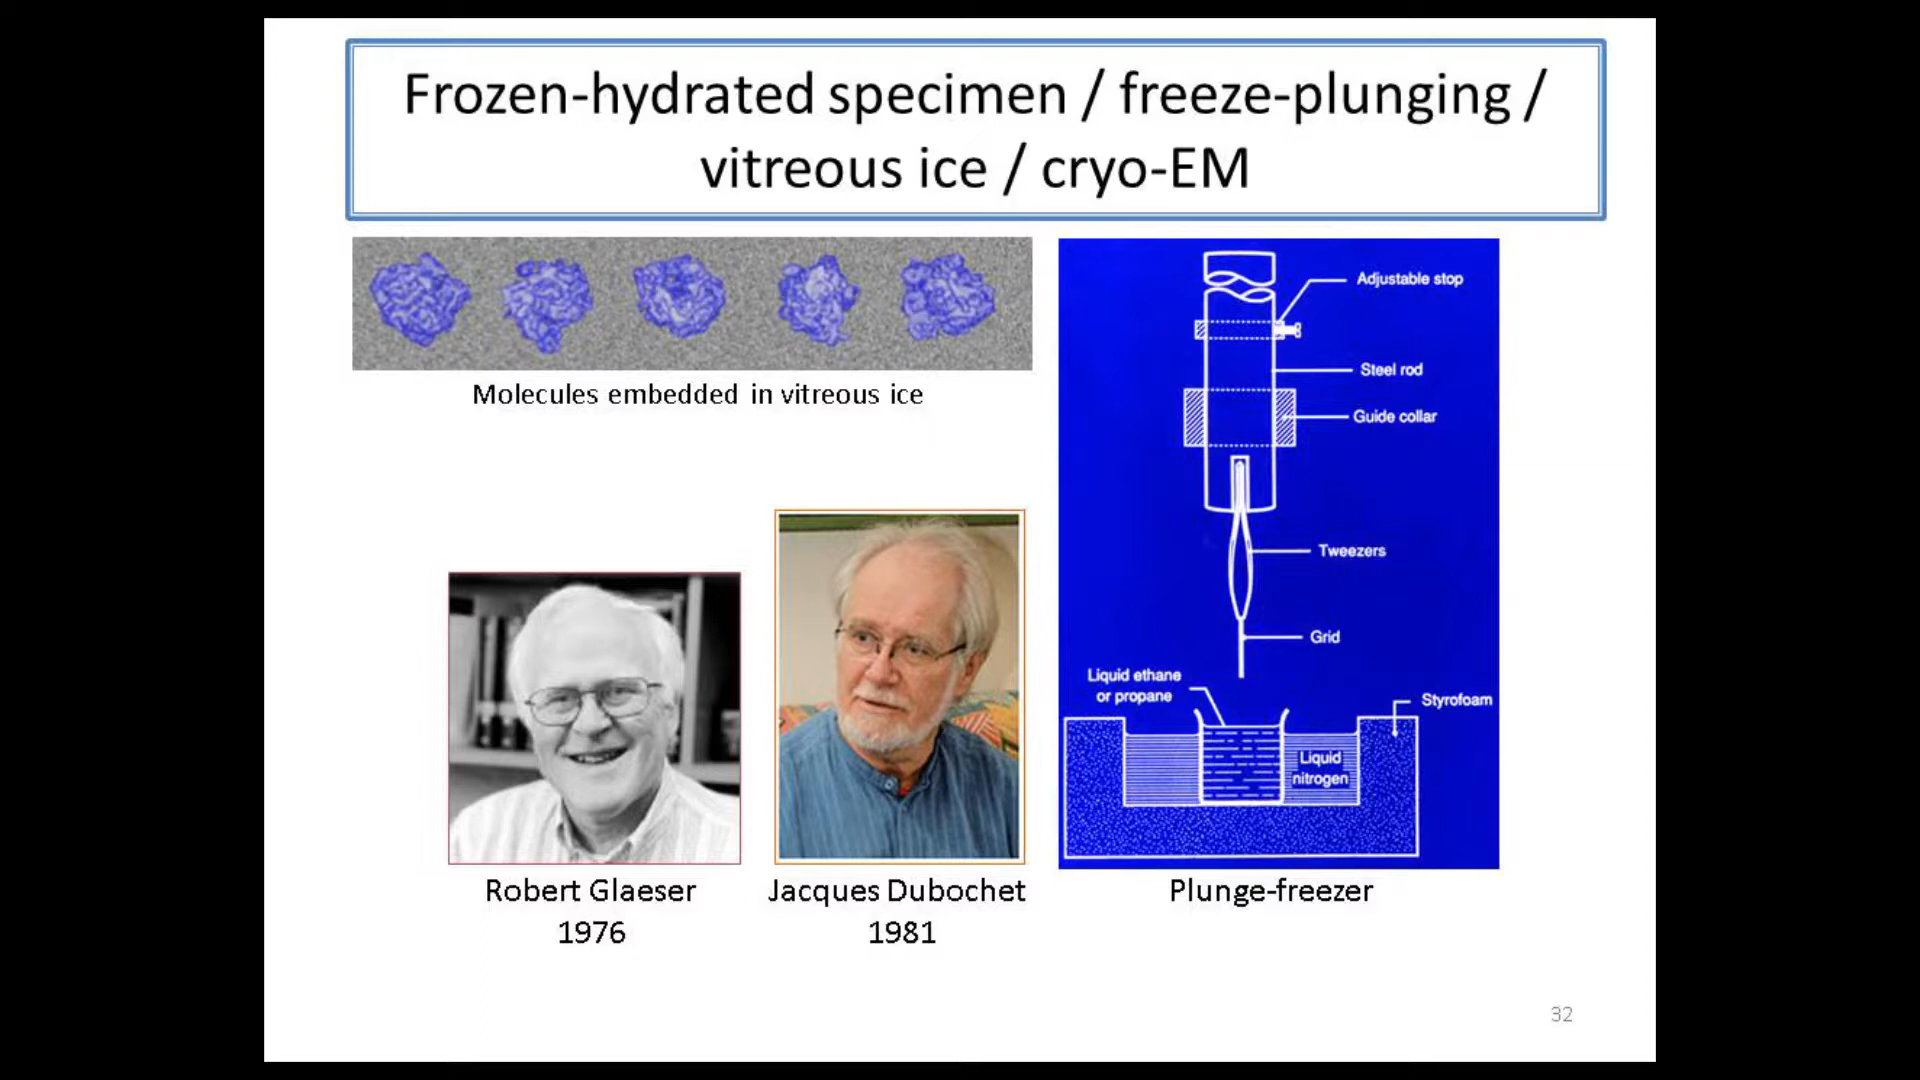 Frozen-hydrated specimen / freeze-plunging /
vitreous ice / cryo-EM
Molecules embedded in vitreous ice
Adjustable stop
Steel rod
Guide collar
Tweezers
Grid
Liquid ethane
or propane
Styrofoam
Liquid
nitrogen
Robert Glaeser
1976
Jacques Dubochet
1981
Plunge-freezer
32